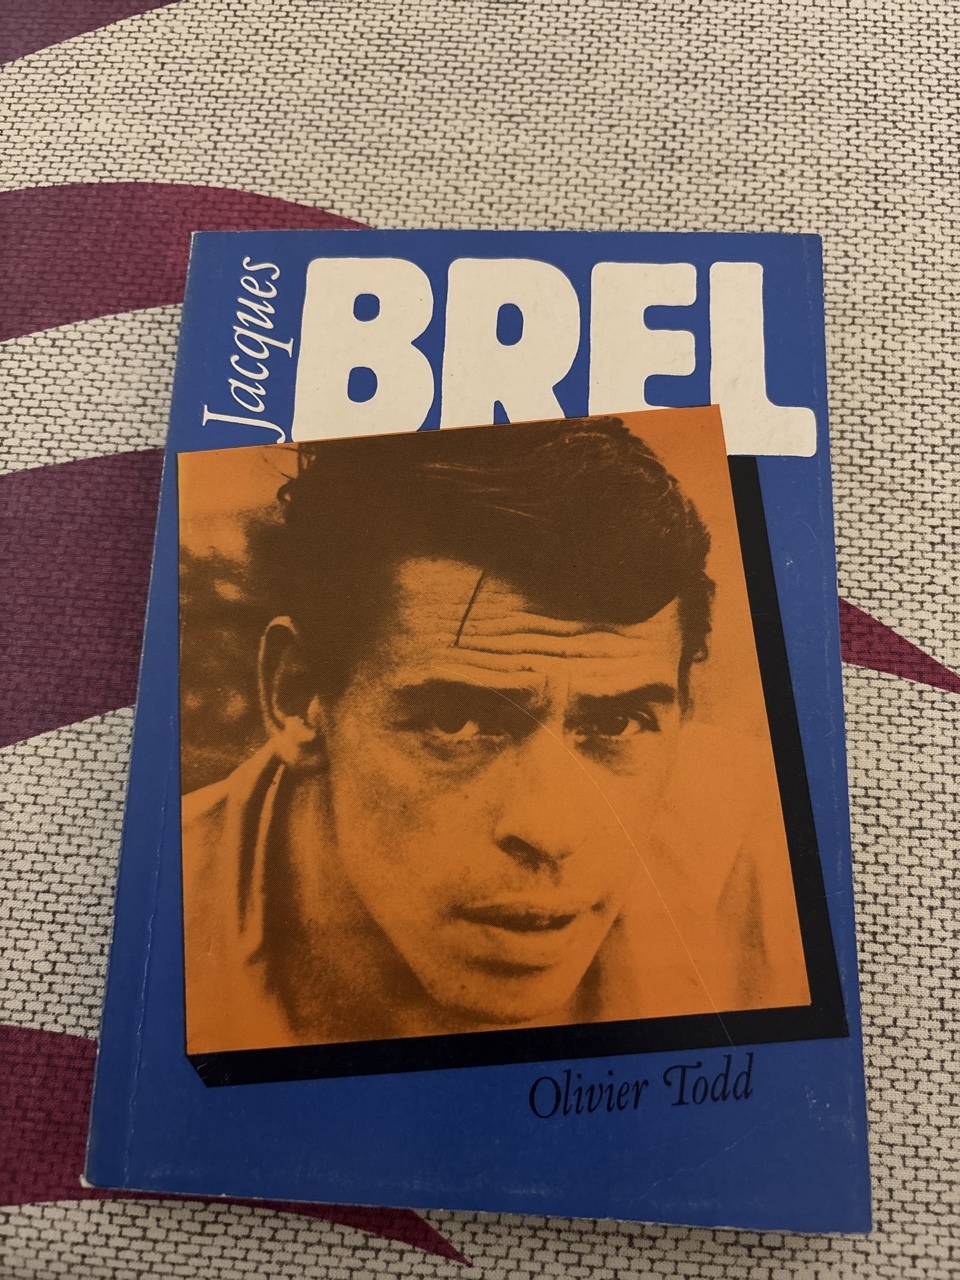 Jacques
BREL
Olivier Todd